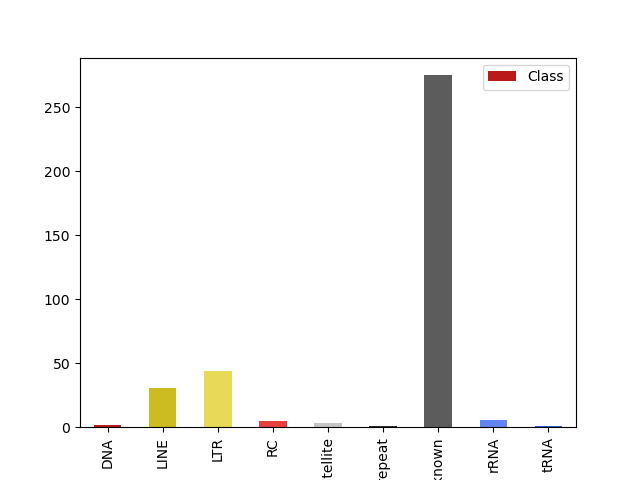 Class
250
200
150
100
50
0
DNA
LINE
LTR
RC
tellite
repeat
known
rRNA
tRNA